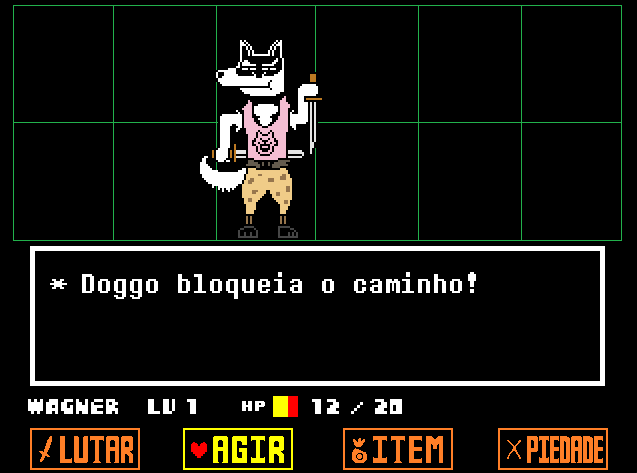 * Doggo bloqueia o caminho!
WAGNER LV 1 HP 12 / 20
LUTAR AGIR ITEM PIEDADE